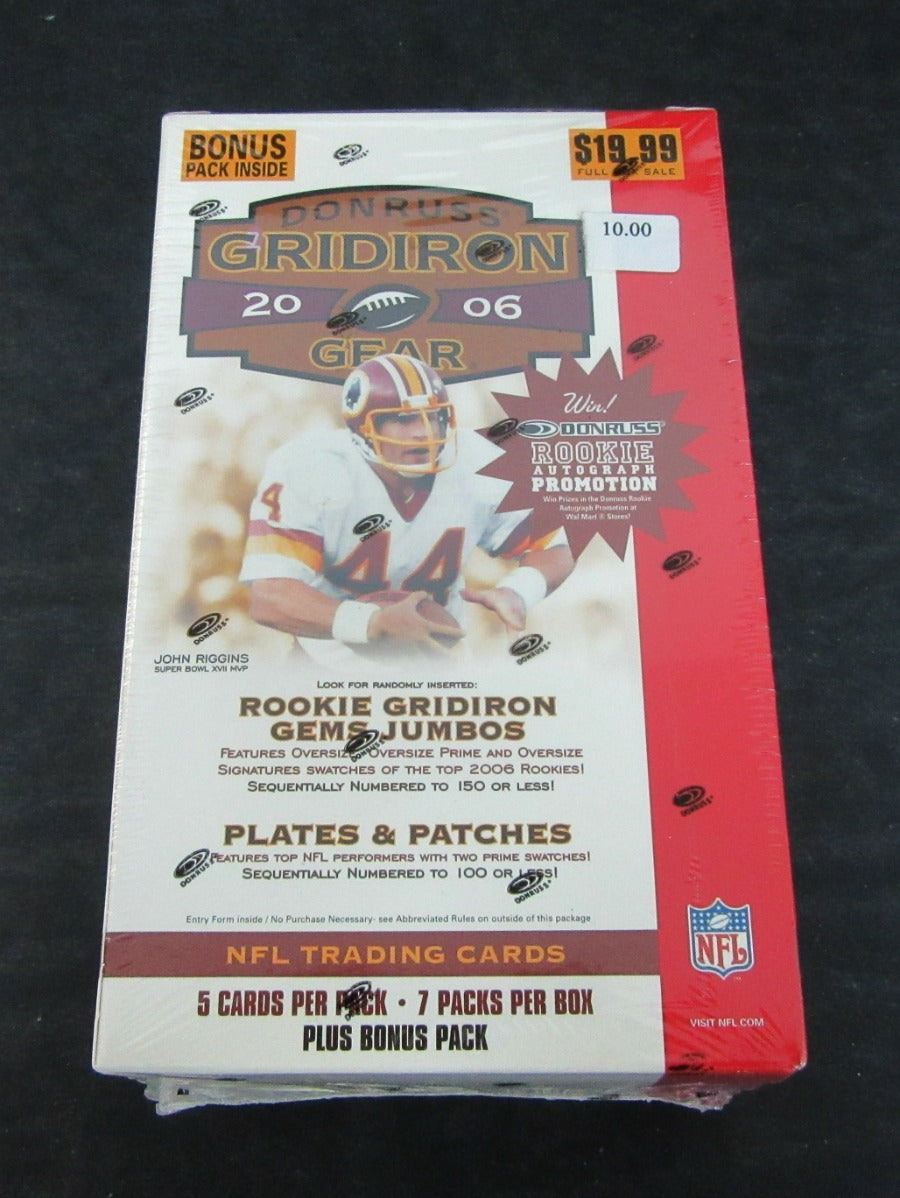 BONUS
PACK INSIDE
$19.99
FULL BOX SALE
10.00
DONRUSS
GRIDIRON
20 06
GEAR
Win!
DONRUSS
ROOKIE
AUTOGRAPH
PROMOTION
Win Prizes in the Donruss Rookie
Autograph Promotion at
Wal Mart ® Stores!
44
4
JOHN RIGGINS
SUPER BOWL XVII MVP
LOOK FOR RANDOMLY INSERTED:
ROOKIE GRIDIRON
GEMS JUMBOS
FEATURES OVERSIZE, OVERSIZE PRIME AND OVERSIZE
SIGNATURES SWATCHES OF THE TOP 2006 ROOKIES!
SEQUENTIALLY NUMBERED TO 150 OR LESS!
PLATES & PATCHES
FEATURES TOP NFL PERFORMERS WITH TWO PRIME SWATCHES!
SEQUENTIALLY NUMBERED TO 100 OR LESS!
Entry Form inside / No Purchase Necessary- see Abbreviated Rules on outside of this package
NFL TRADING CARDS
5 CARDS PER PACK • 7 PACKS PER BOX
PLUS BONUS PACK
NFL
VISIT NFL.COM